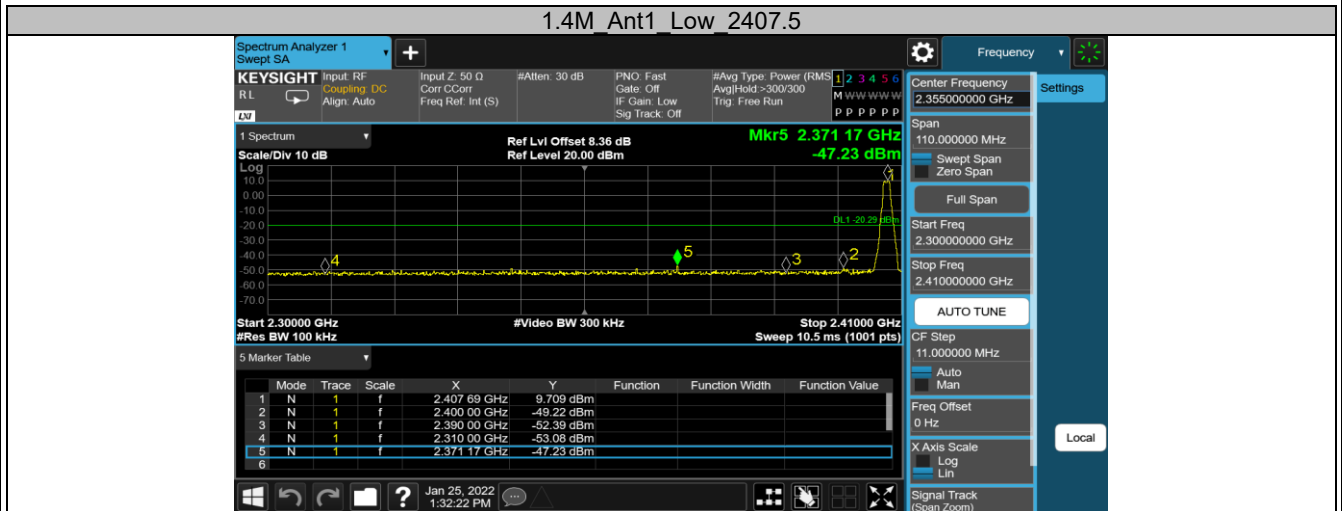 1.4M_Ant1_Low_2407.5
Spectrum Analyzer 1
Swept SA
+
Frequency
KEYSIGHT
RL
LXI
Input: RF
Coupling: DC
Align: Auto
Input Z: 50 Ω
Corr CCorr
Freq Ref: Int (S)
#Atten: 30 dB
PNO: Fast
Gate: Off
IF Gain: Low
Sig Track: Off
#Avg Type: Power (RMS
Avg|Hold:>300/300
Trig: Free Run
1 2 3 4 5 6
M W W W W W
P P P P P P
1 Spectrum
Scale/Div 10 dB
Ref Lvl Offset 8.36 dB
Ref Level 20.00 dBm
Mkr5 2.371 17 GHz
-47.23 dBm
Log
10.0
0.00
-10.0
-20.0
-30.0
-40.0
-50.0
-60.0
-70.0
1
DL1 -20.29 dBm
4
5
3
2
Start 2.30000 GHz
#Video BW 300 kHz
Stop 2.41000 GHz
#Res BW 100 kHz
Sweep 10.5 ms (1001 pts)
5 Marker Table
Mode Trace Scale X Y Function Function Width Function Value
1 N 1 f 2.407 69 GHz 9.709 dBm
2 N 1 f 2.400 00 GHz -49.22 dBm
3 N 1 f 2.390 00 GHz -52.39 dBm
4 N 1 f 2.310 00 GHz -53.08 dBm
5 N 1 f 2.371 17 GHz -47.23 dBm
6
?
Jan 25, 2022
1:32:22 PM
Center Frequency
2.355000000 GHz
Settings
Span
110.000000 MHz
Swept Span
Zero Span
Full Span
Start Freq
2.300000000 GHz
Stop Freq
2.410000000 GHz
AUTO TUNE
CF Step
11.000000 MHz
Auto
Man
Freq Offset
0 Hz
Local
X Axis Scale
Log
Lin
Signal Track
(Span Zoom)